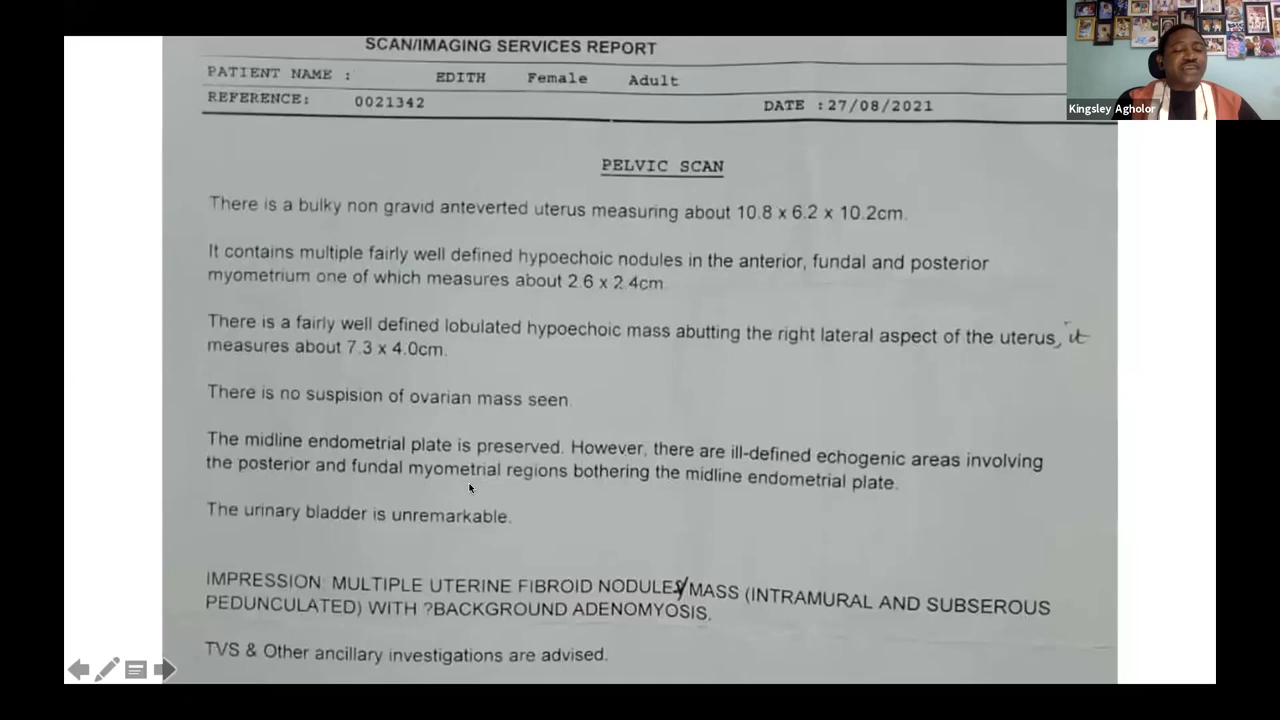 SCAN/IMAGING SERVICES REPORT
PATIENT NAME : EDITH Female Adult
REFERENCE: 0021342 DATE : 27/08/2021
Kingsley Agholor
PELVIC SCAN
There is a bulky non gravid anteverted uterus measuring about 10.8 x 6.2 x 10.2cm.
It contains multiple fairly well defined hypoechoic nodules in the anterior, fundal and posterior
myometrium one of which measures about 2.6 x 2.4cm
There is a fairly well defined lobulated hypoechoic mass abutting the right lateral aspect of the uterus, it
measures about 7.3 x 4.0cm.
There is no suspision of ovarian mass seen.
The midline endometrial plate is preserved. However, there are ill-defined echogenic areas involving
the posterior and fundal myometrial regions bothering the midline endometrial plate.
The urinary bladder is unremarkable.
IMPRESSION: MULTIPLE UTERINE FIBROID NODULES/MASS (INTRAMURAL AND SUBSEROUS
PEDUNCULATED) WITH ?BACKGROUND ADENOMYOSIS.
TVS & Other ancillary investigations are advised.